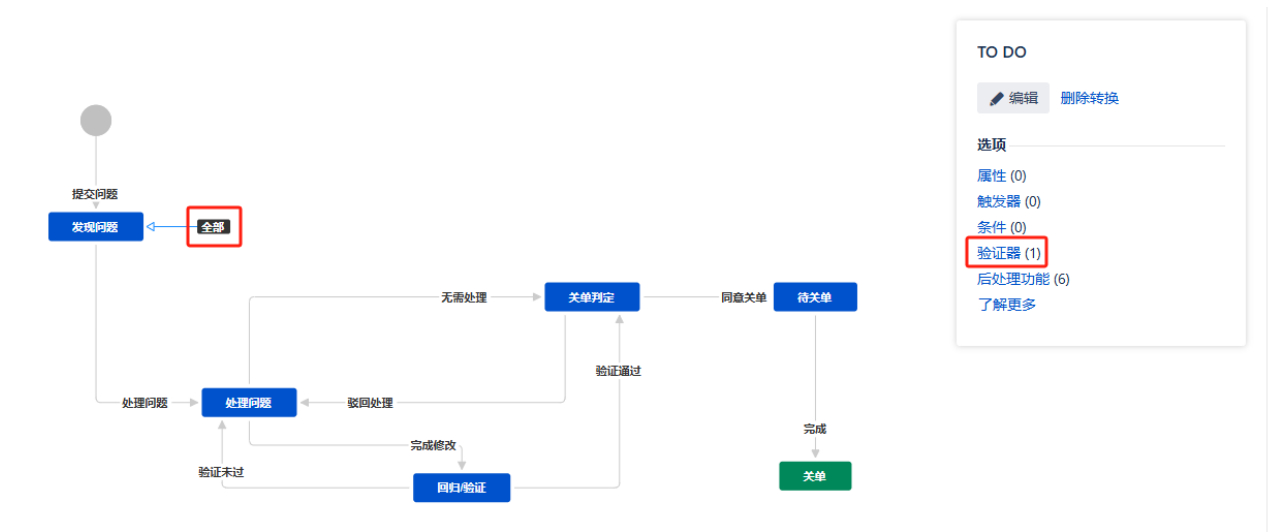 TO DO
编辑 删除转换
选项
属性 (0)
触发器 (0)
条件 (0)
验证器 (1)
后处理功能 (6)
了解更多
提交问题
发现问题
全部
无需处理
关单判定
同意关单
待关单
验证通过
处理问题
处理问题
驳回处理
完成修改
完成
验证未过
回归/验证
关单